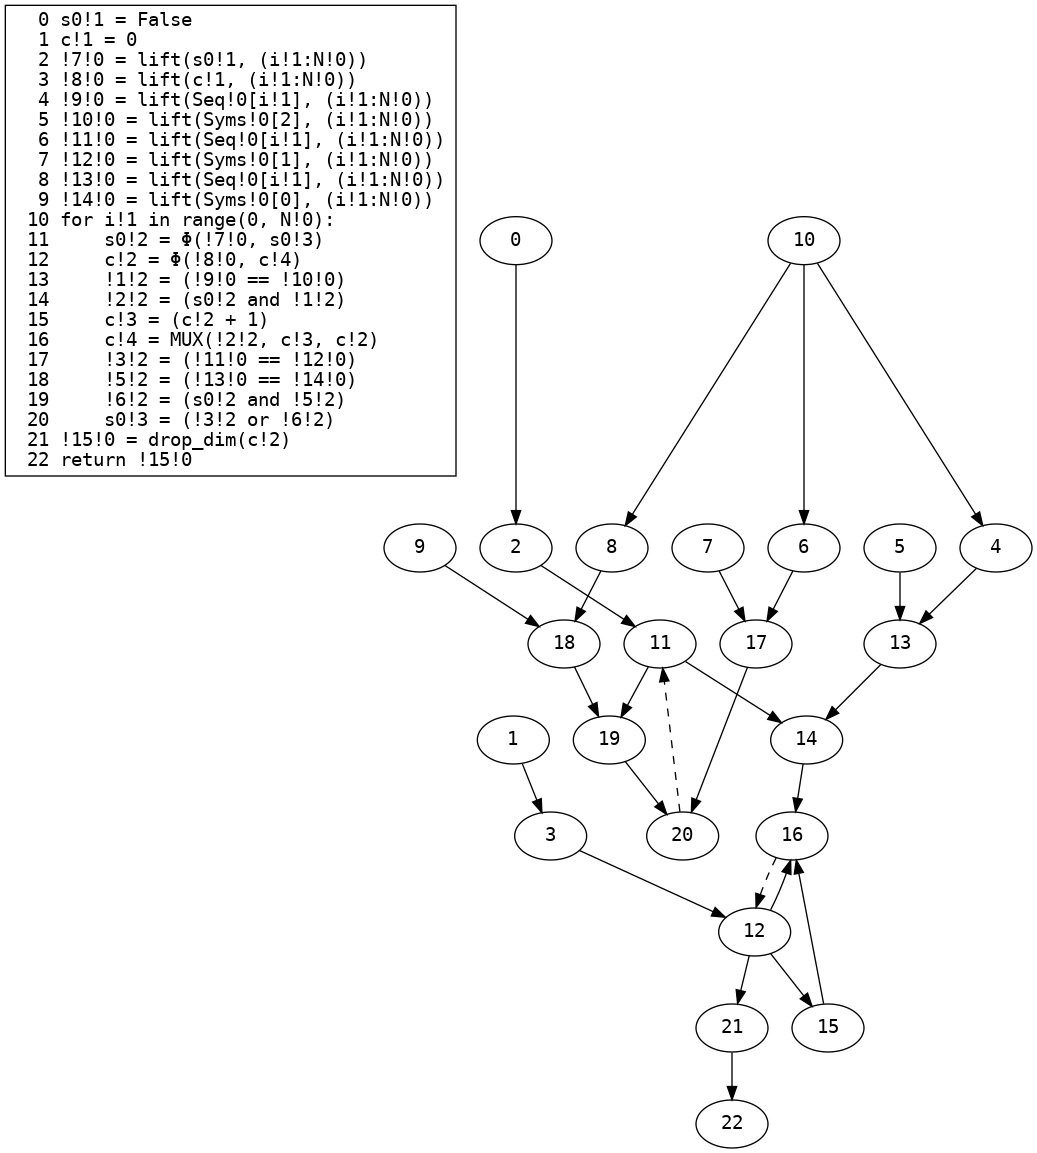 0 s0!1 = False
1 c!1 = 0
2 !7!0 = lift(s0!1, (i!1:N!0))
3 !8!0 = lift(c!1, (i!1:N!0))
4 !9!0 = lift(Seq!0[i!1], (i!1:N!0))
5 !10!0 = lift(Syms!0[2], (i!1:N!0))
6 !11!0 = lift(Seq!0[i!1], (i!1:N!0))
7 !12!0 = lift(Syms!0[1], (i!1:N!0))
8 !13!0 = lift(Seq!0[i!1], (i!1:N!0))
9 !14!0 = lift(Syms!0[0], (i!1:N!0))
10 for i!1 in range(0, N!0):
11     s0!2 = Φ(!7!0, s0!3)
12     c!2 = Φ(!8!0, c!4)
13     !1!2 = (!9!0 == !10!0)
14     !2!2 = (s0!2 and !1!2)
15     c!3 = (c!2 + 1)
16     c!4 = MUX(!2!2, c!3, c!2)
17     !3!2 = (!11!0 == !12!0)
18     !5!2 = (!13!0 == !14!0)
19     !6!2 = (s0!2 and !5!2)
20     s0!3 = (!3!2 or !6!2)
21 !15!0 = drop_dim(c!2)
22 return !15!0
0 10
9 2 8 7 6 5 4
18 11 17 13
1 19 14
3 20 16
12
21 15
22